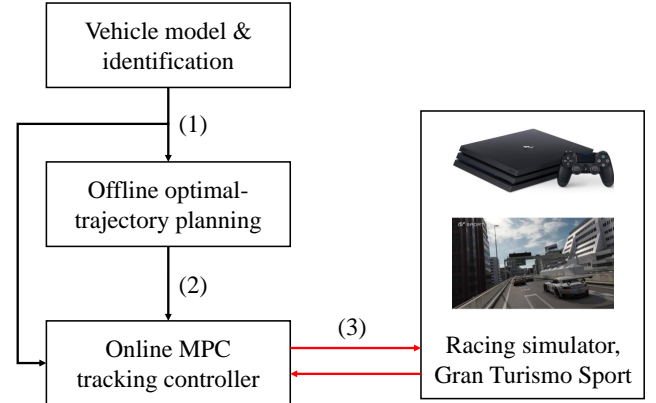 Vehicle model &
identification
(1)
Offline optimal-
trajectory planning
(2)
Online MPC
tracking controller
(3)
SPORT
Racing simulator,
Gran Turismo Sport